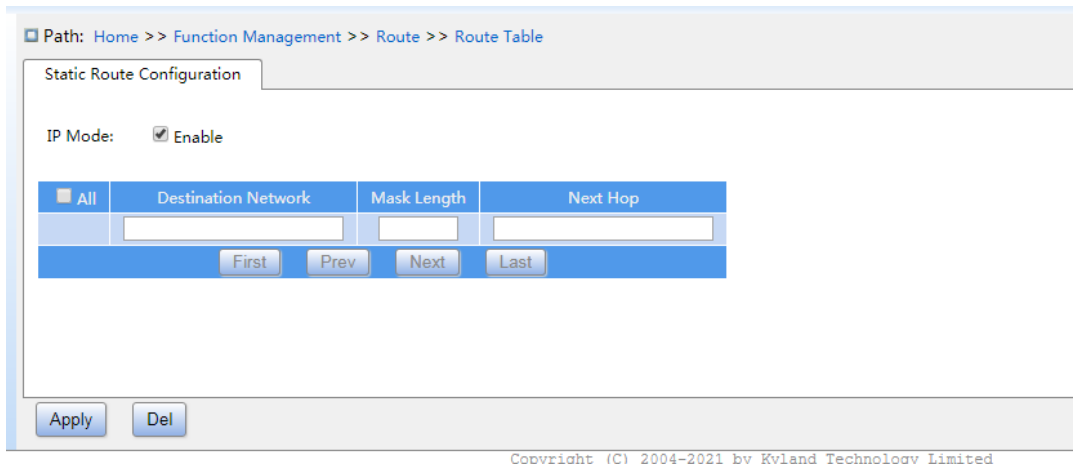 Path: Home >> Function Management >> Route >> Route Table
Static Route Configuration
IP Mode: Enable
All Destination Network Mask Length Next Hop
First Prev Next Last
Apply Del
Copyright (C) 2004-2021 by Kyland Technology Limited